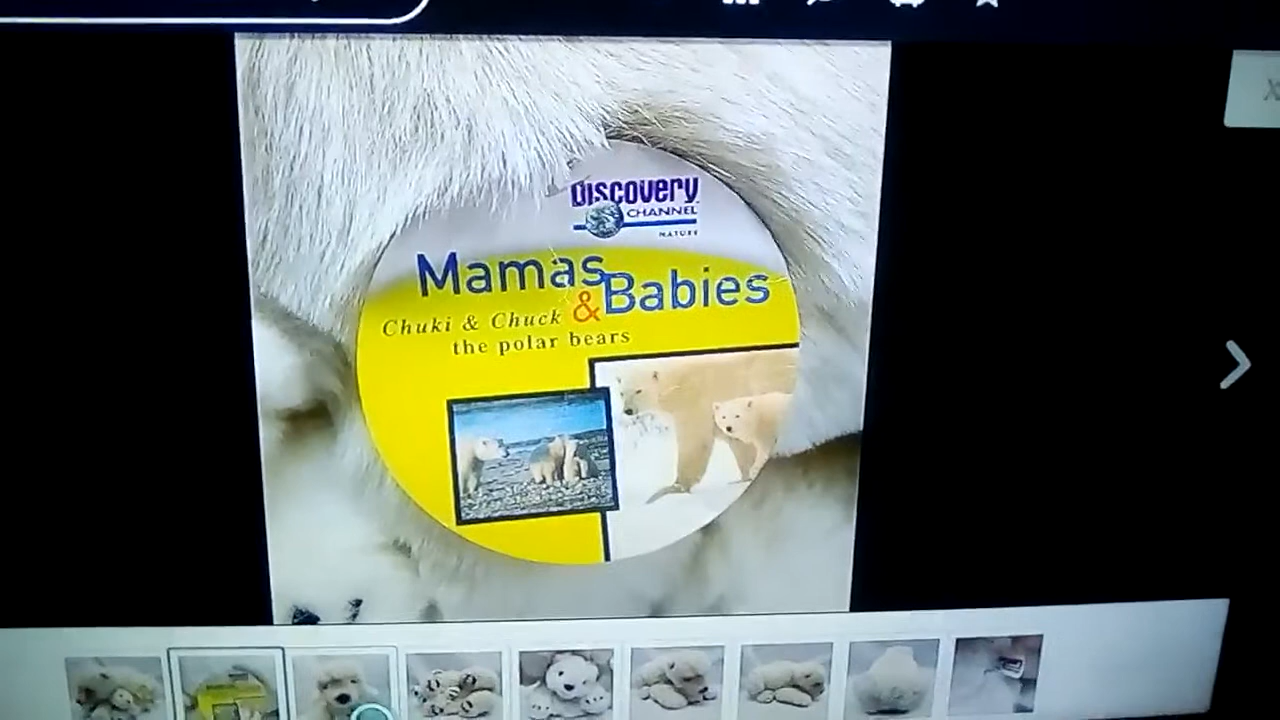 Discovery
CHANNEL
NATURE
Mamas
& Babies
Chuki & Chuck
the polar bears
X